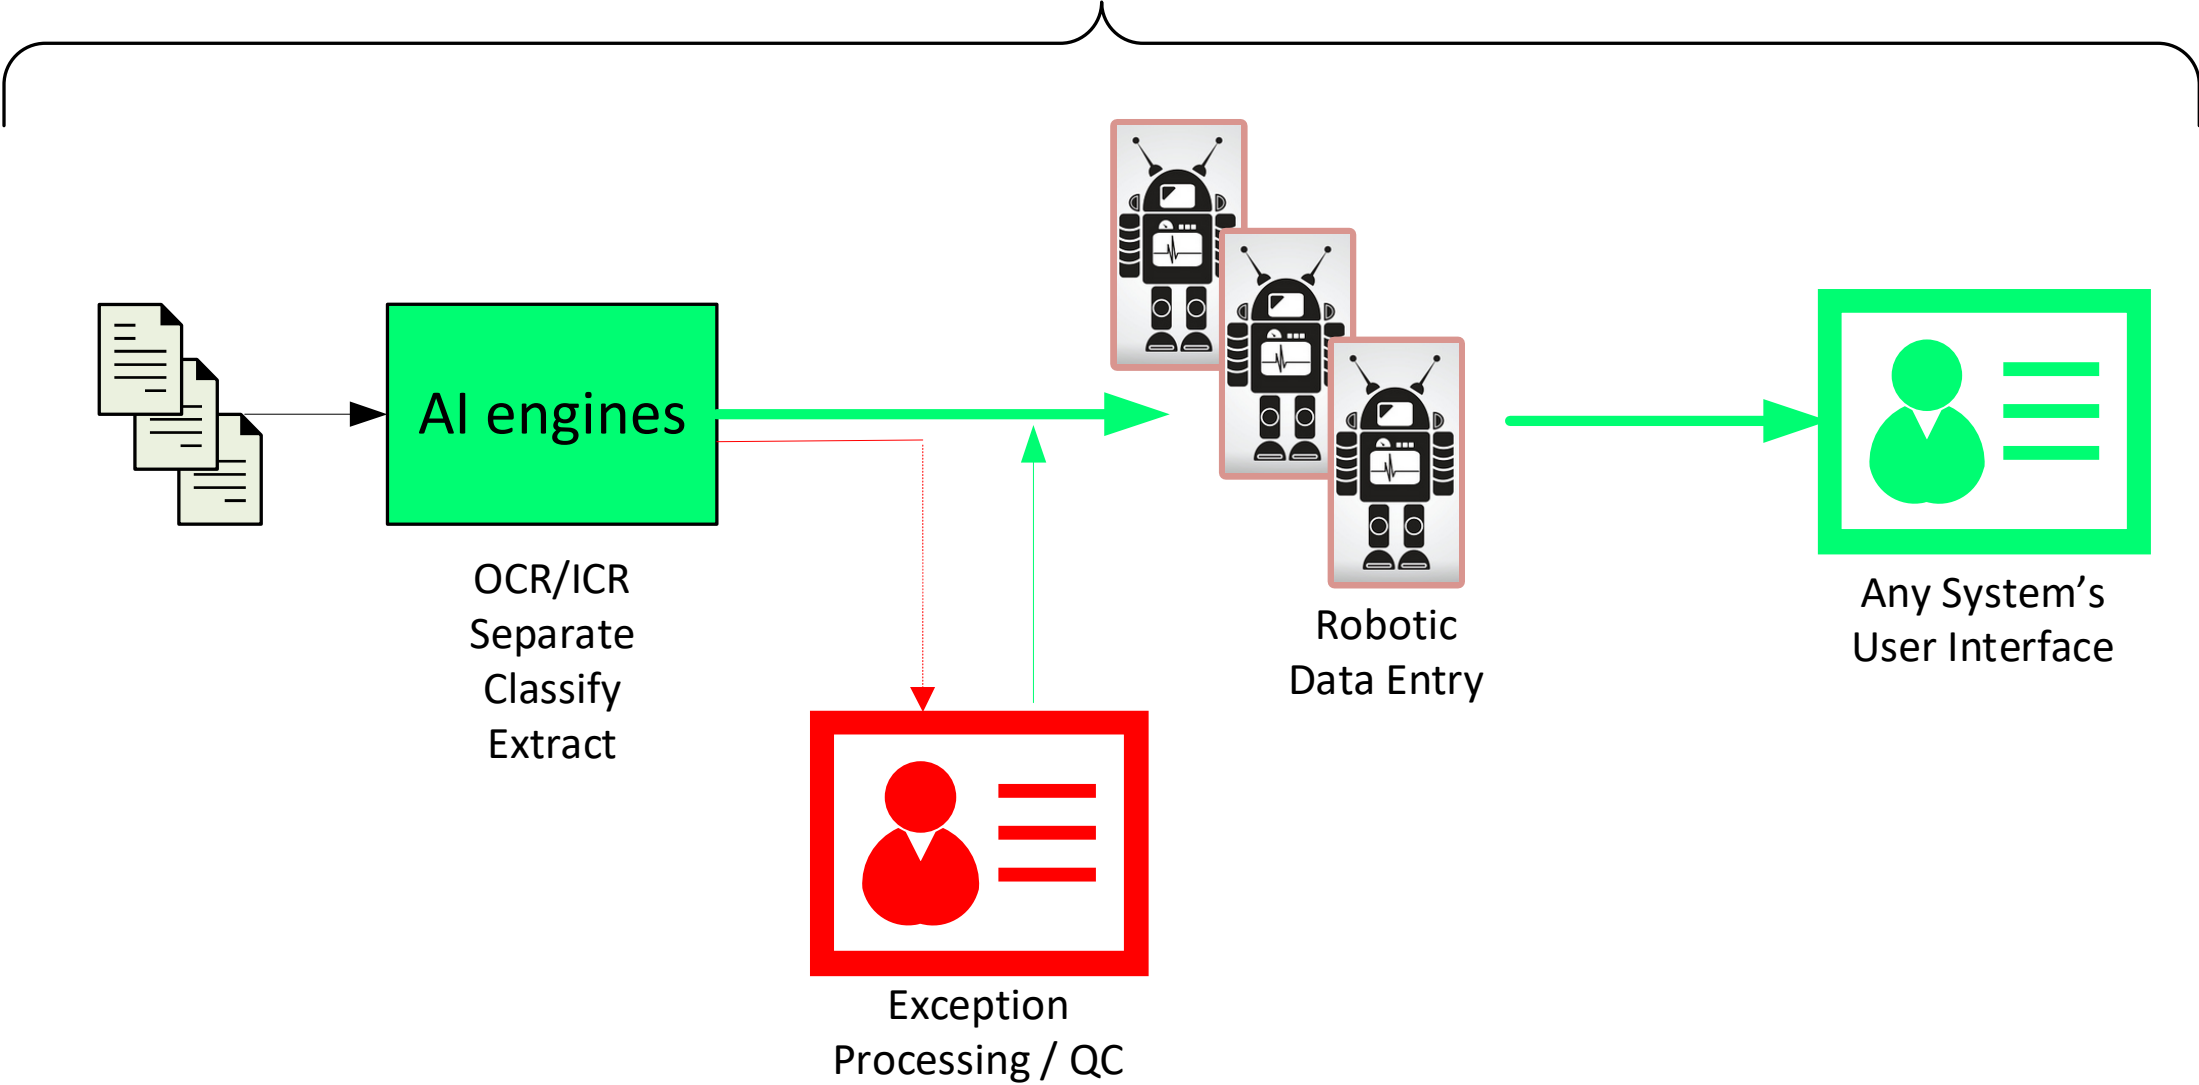 AI engines
OCR/ICR
Separate
Classify
Extract
Robotic
Data Entry
Any System’s
User Interface
Exception
Processing / QC